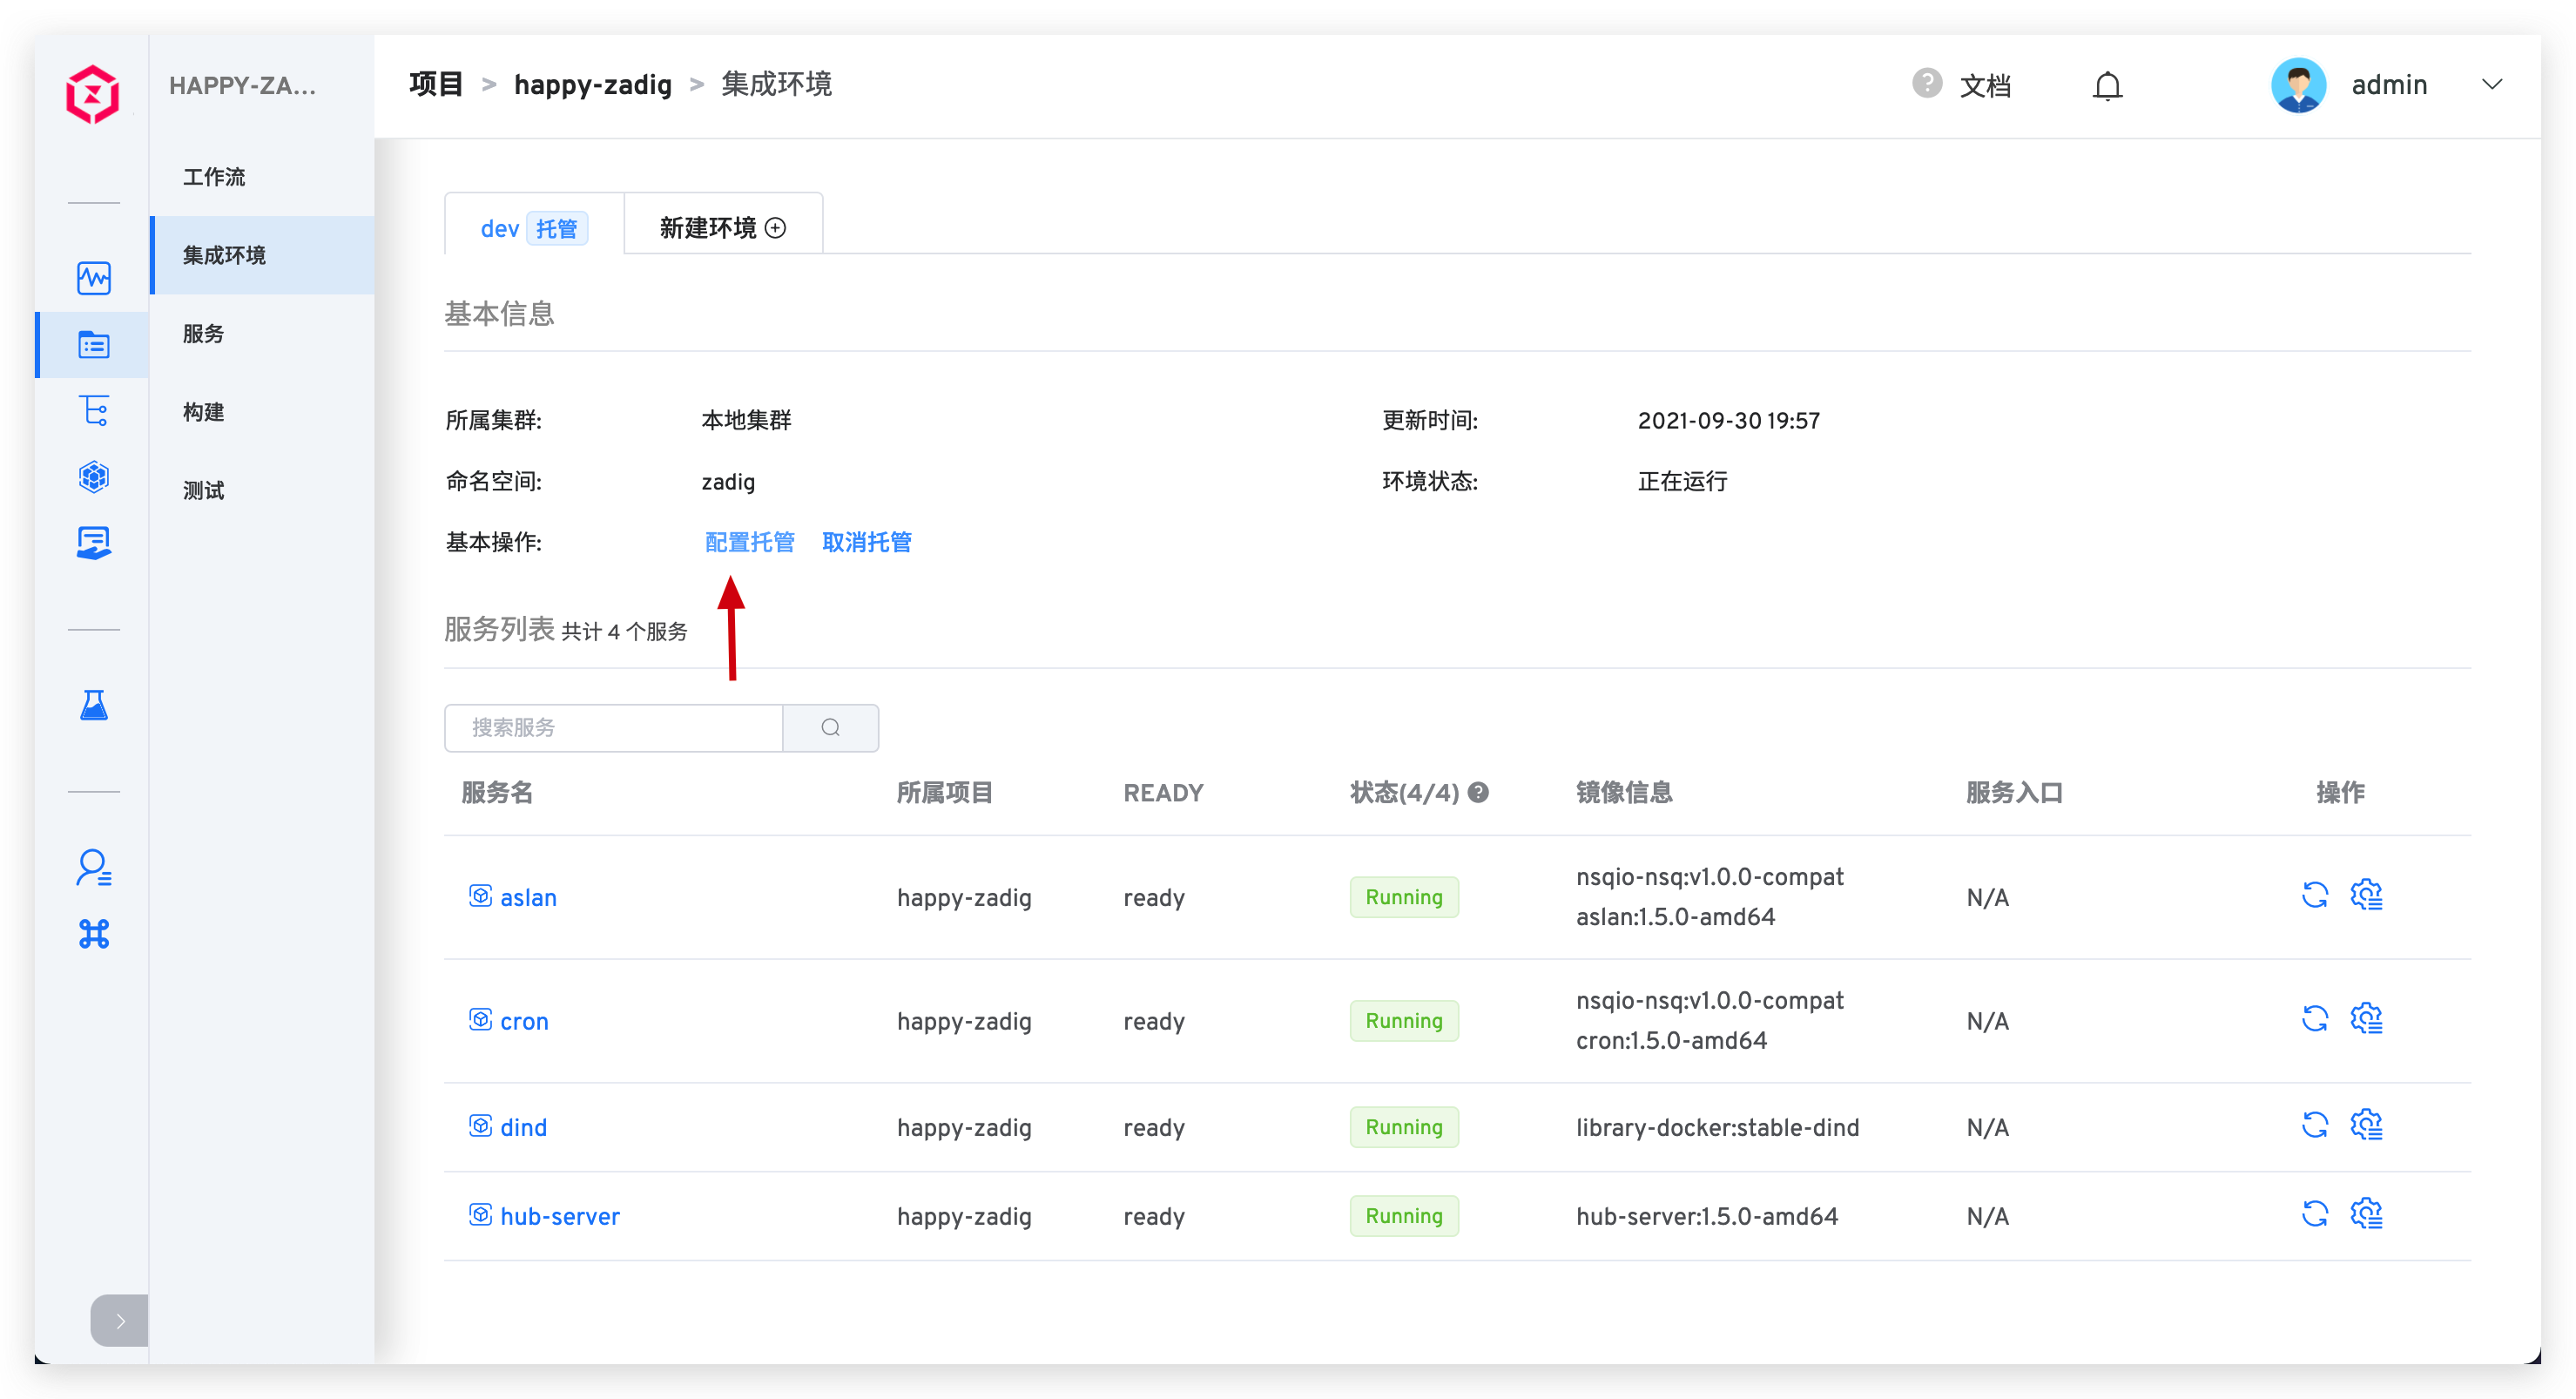 HAPPY-ZA...
工作流
集成环境
服务
构建
测试
项目 > happy-zadig > 集成环境
? 文档
admin
dev 托管 新建环境
基本信息
所属集群: 本地集群 更新时间: 2021-09-30 19:57
命名空间: zadig 环境状态: 正在运行
基本操作: 配置托管 取消托管
服务列表 共计 4 个服务
搜索服务
服务名 所属项目 READY 状态(4/4) ? 镜像信息 服务入口 操作
aslan happy-zadig ready Running nsqio-nsq:v1.0.0-compat N/A
aslan:1.5.0-amd64
cron happy-zadig ready Running nsqio-nsq:v1.0.0-compat N/A
cron:1.5.0-amd64
dind happy-zadig ready Running library-docker:stable-dind N/A
hub-server happy-zadig ready Running hub-server:1.5.0-amd64 N/A